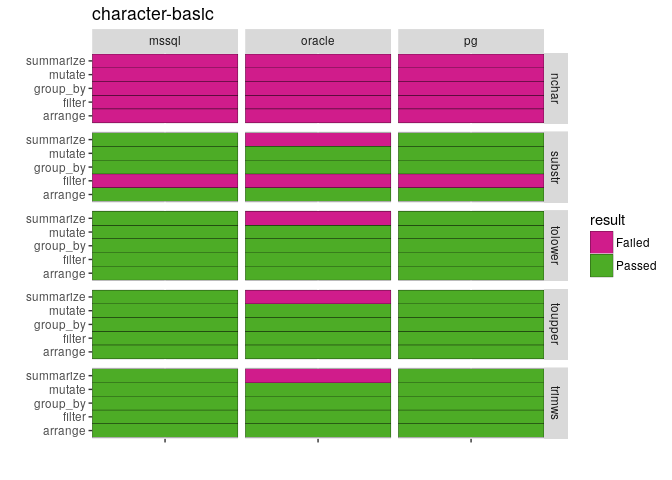 character-basic
mssql oracle pg
summarize
mutate
group_by
filter
arrange
nchar
summarize
mutate
group_by
filter
arrange
substr
summarize
mutate
group_by
filter
arrange
tolower
summarize
mutate
group_by
filter
arrange
toupper
summarize
mutate
group_by
filter
arrange
trimws
result
Failed
Passed